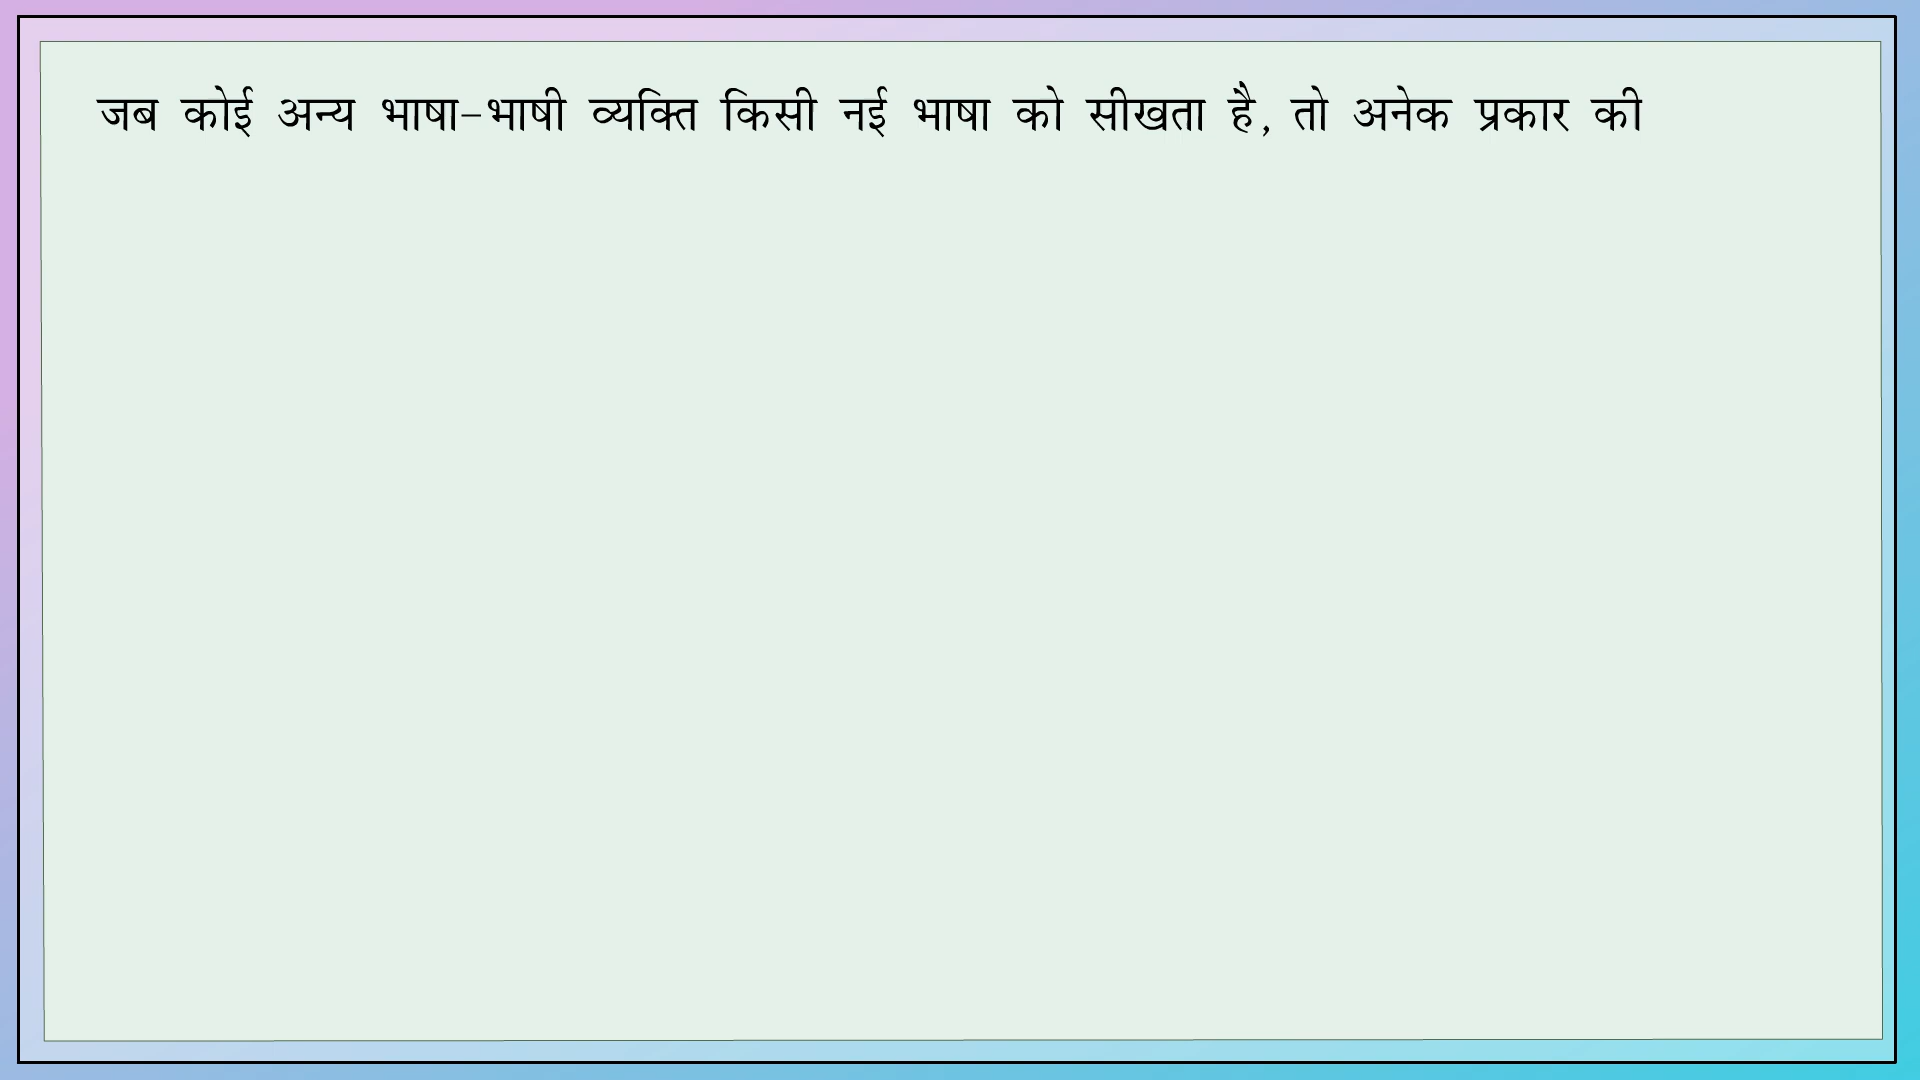 जब कोई अन्य भाषा-भाषी व्यक्ति किसी नई भाषा को सीखता है, तो अनेक प्रकार की